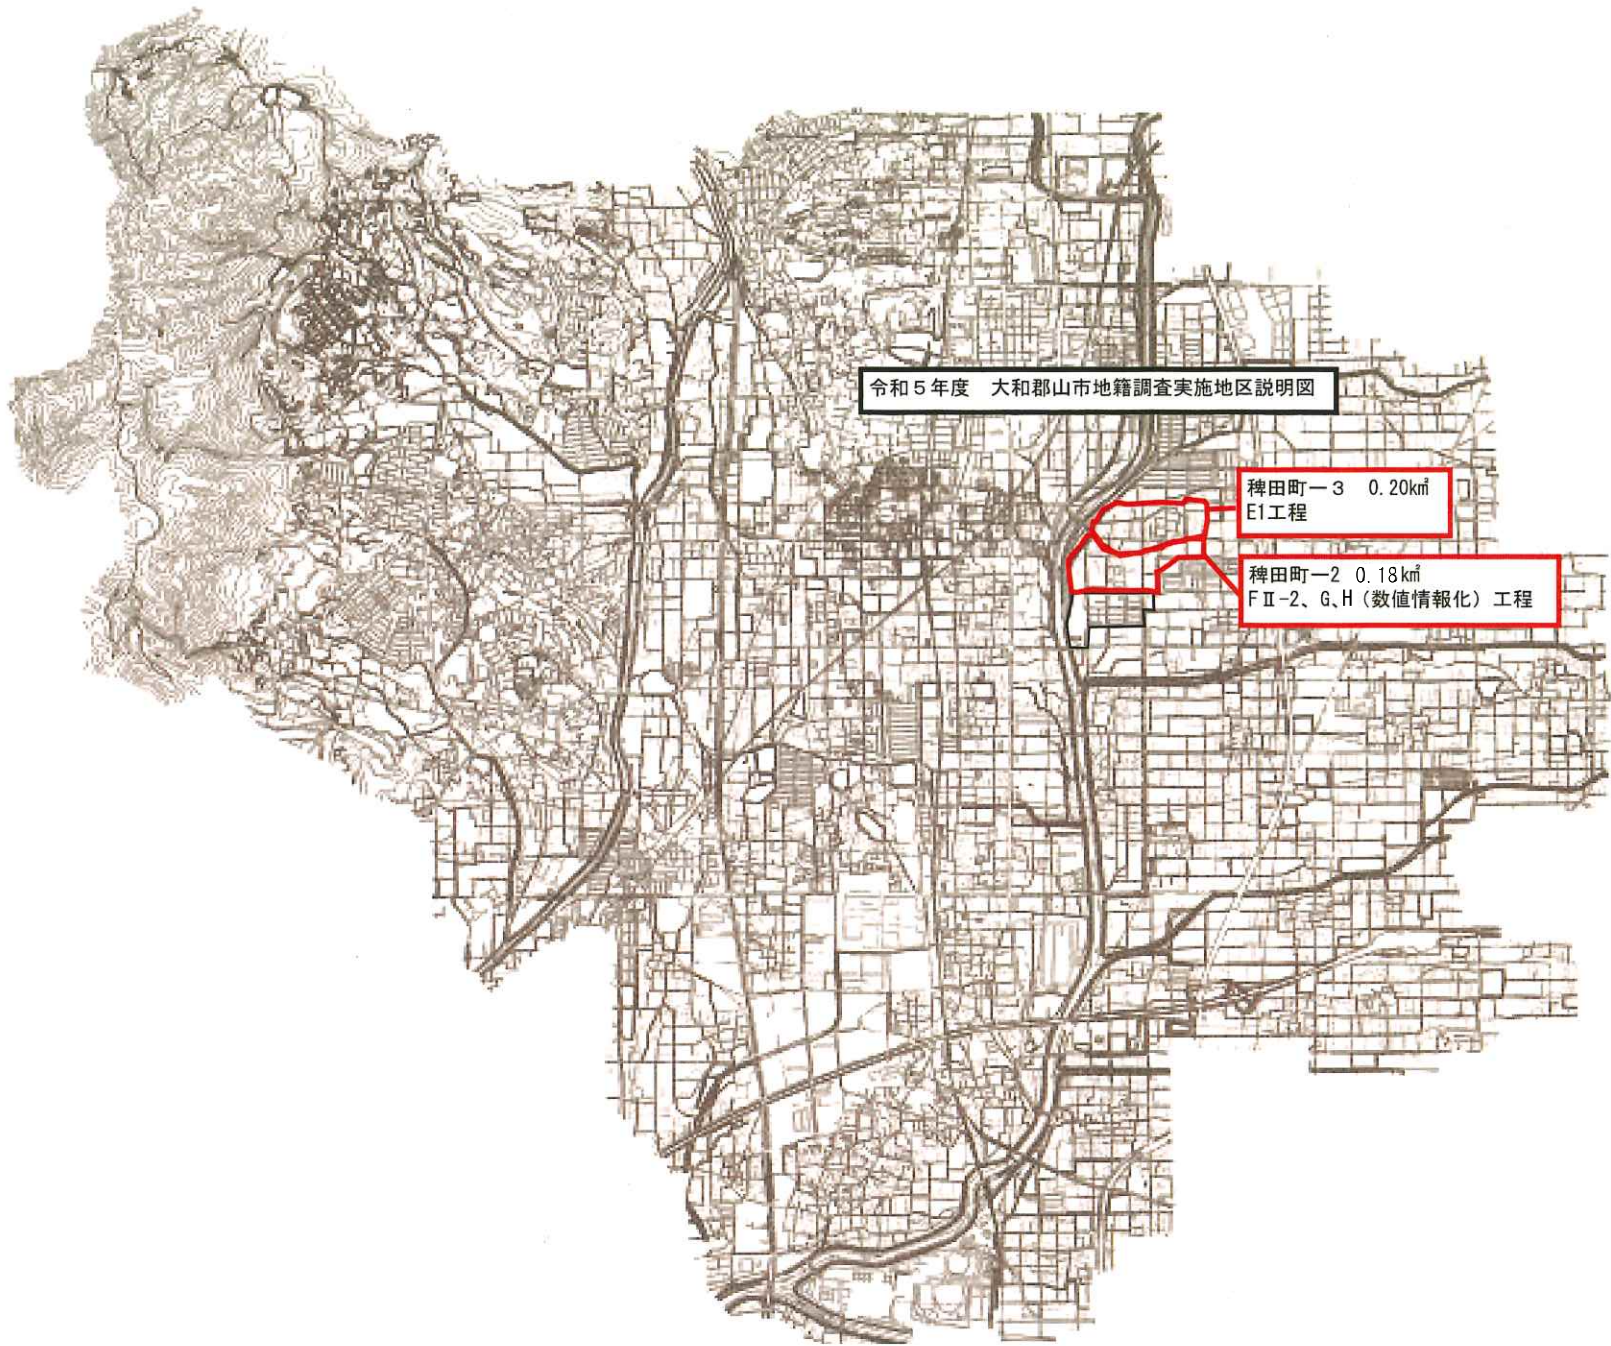 令和５年度　大和郡山市地籍調査実施地区説明図
稗田町－３　0.20k㎡
E1工程
稗田町－2　0.18k㎡
FⅡ-2、G、H（数値情報化）工程